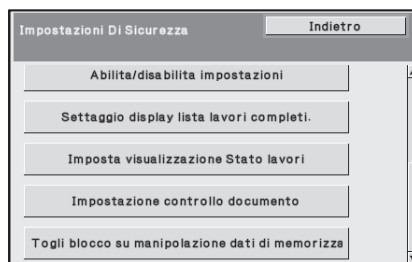 Impostazioni Di Sicurezza
Indietro
Abilita/disabilita impostazioni
Settaggio display lista lavori completi.
Imposta visualizzazione Stato lavori
Impostazione controllo documento
Togli blocco su manipolazione dati di memorizza